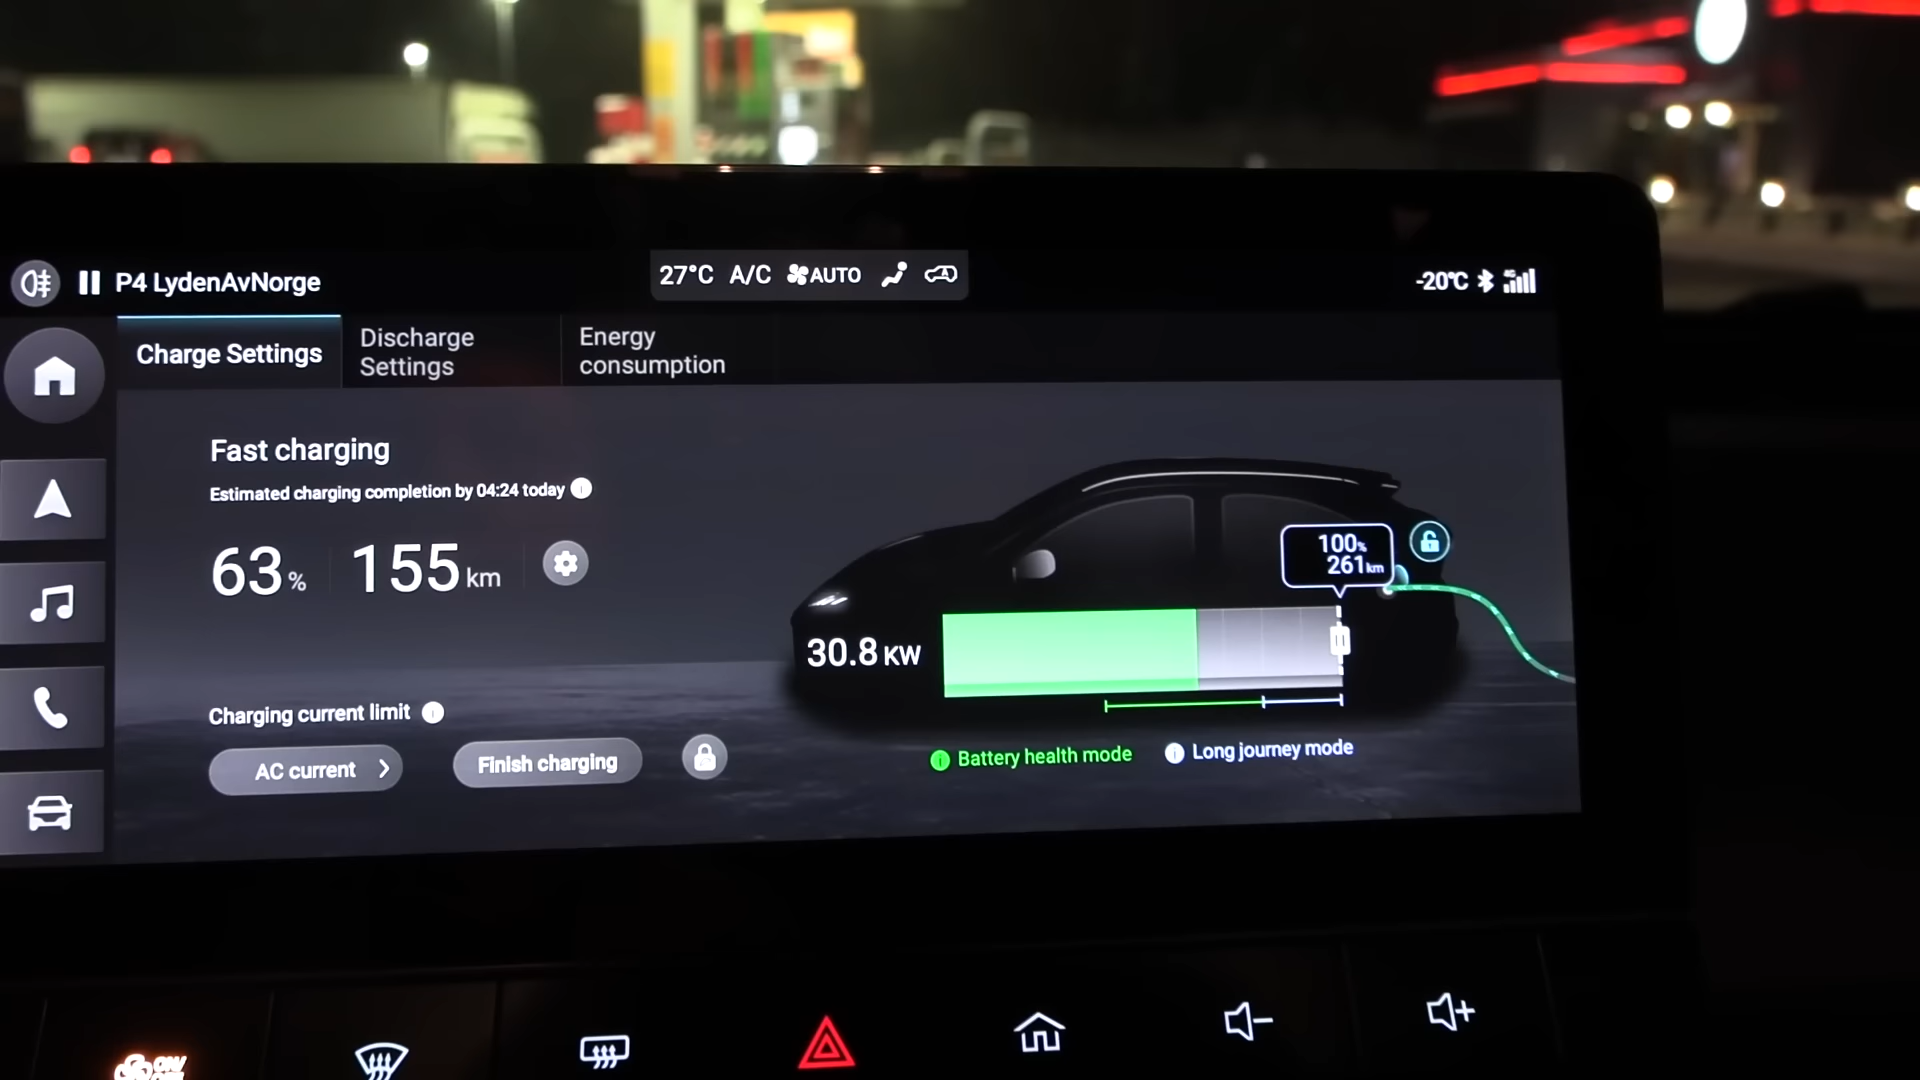 P4 LydenAvNorge
27°C A/C AUTO
-20°C 4G
Charge Settings
Discharge
Settings
Energy
consumption
Fast charging
Estimated charging completion by 04:24 today
63% 155 km
100%
261km
30.8 KW
Charging current limit
AC current
Finish charging
Battery health mode
Long journey mode